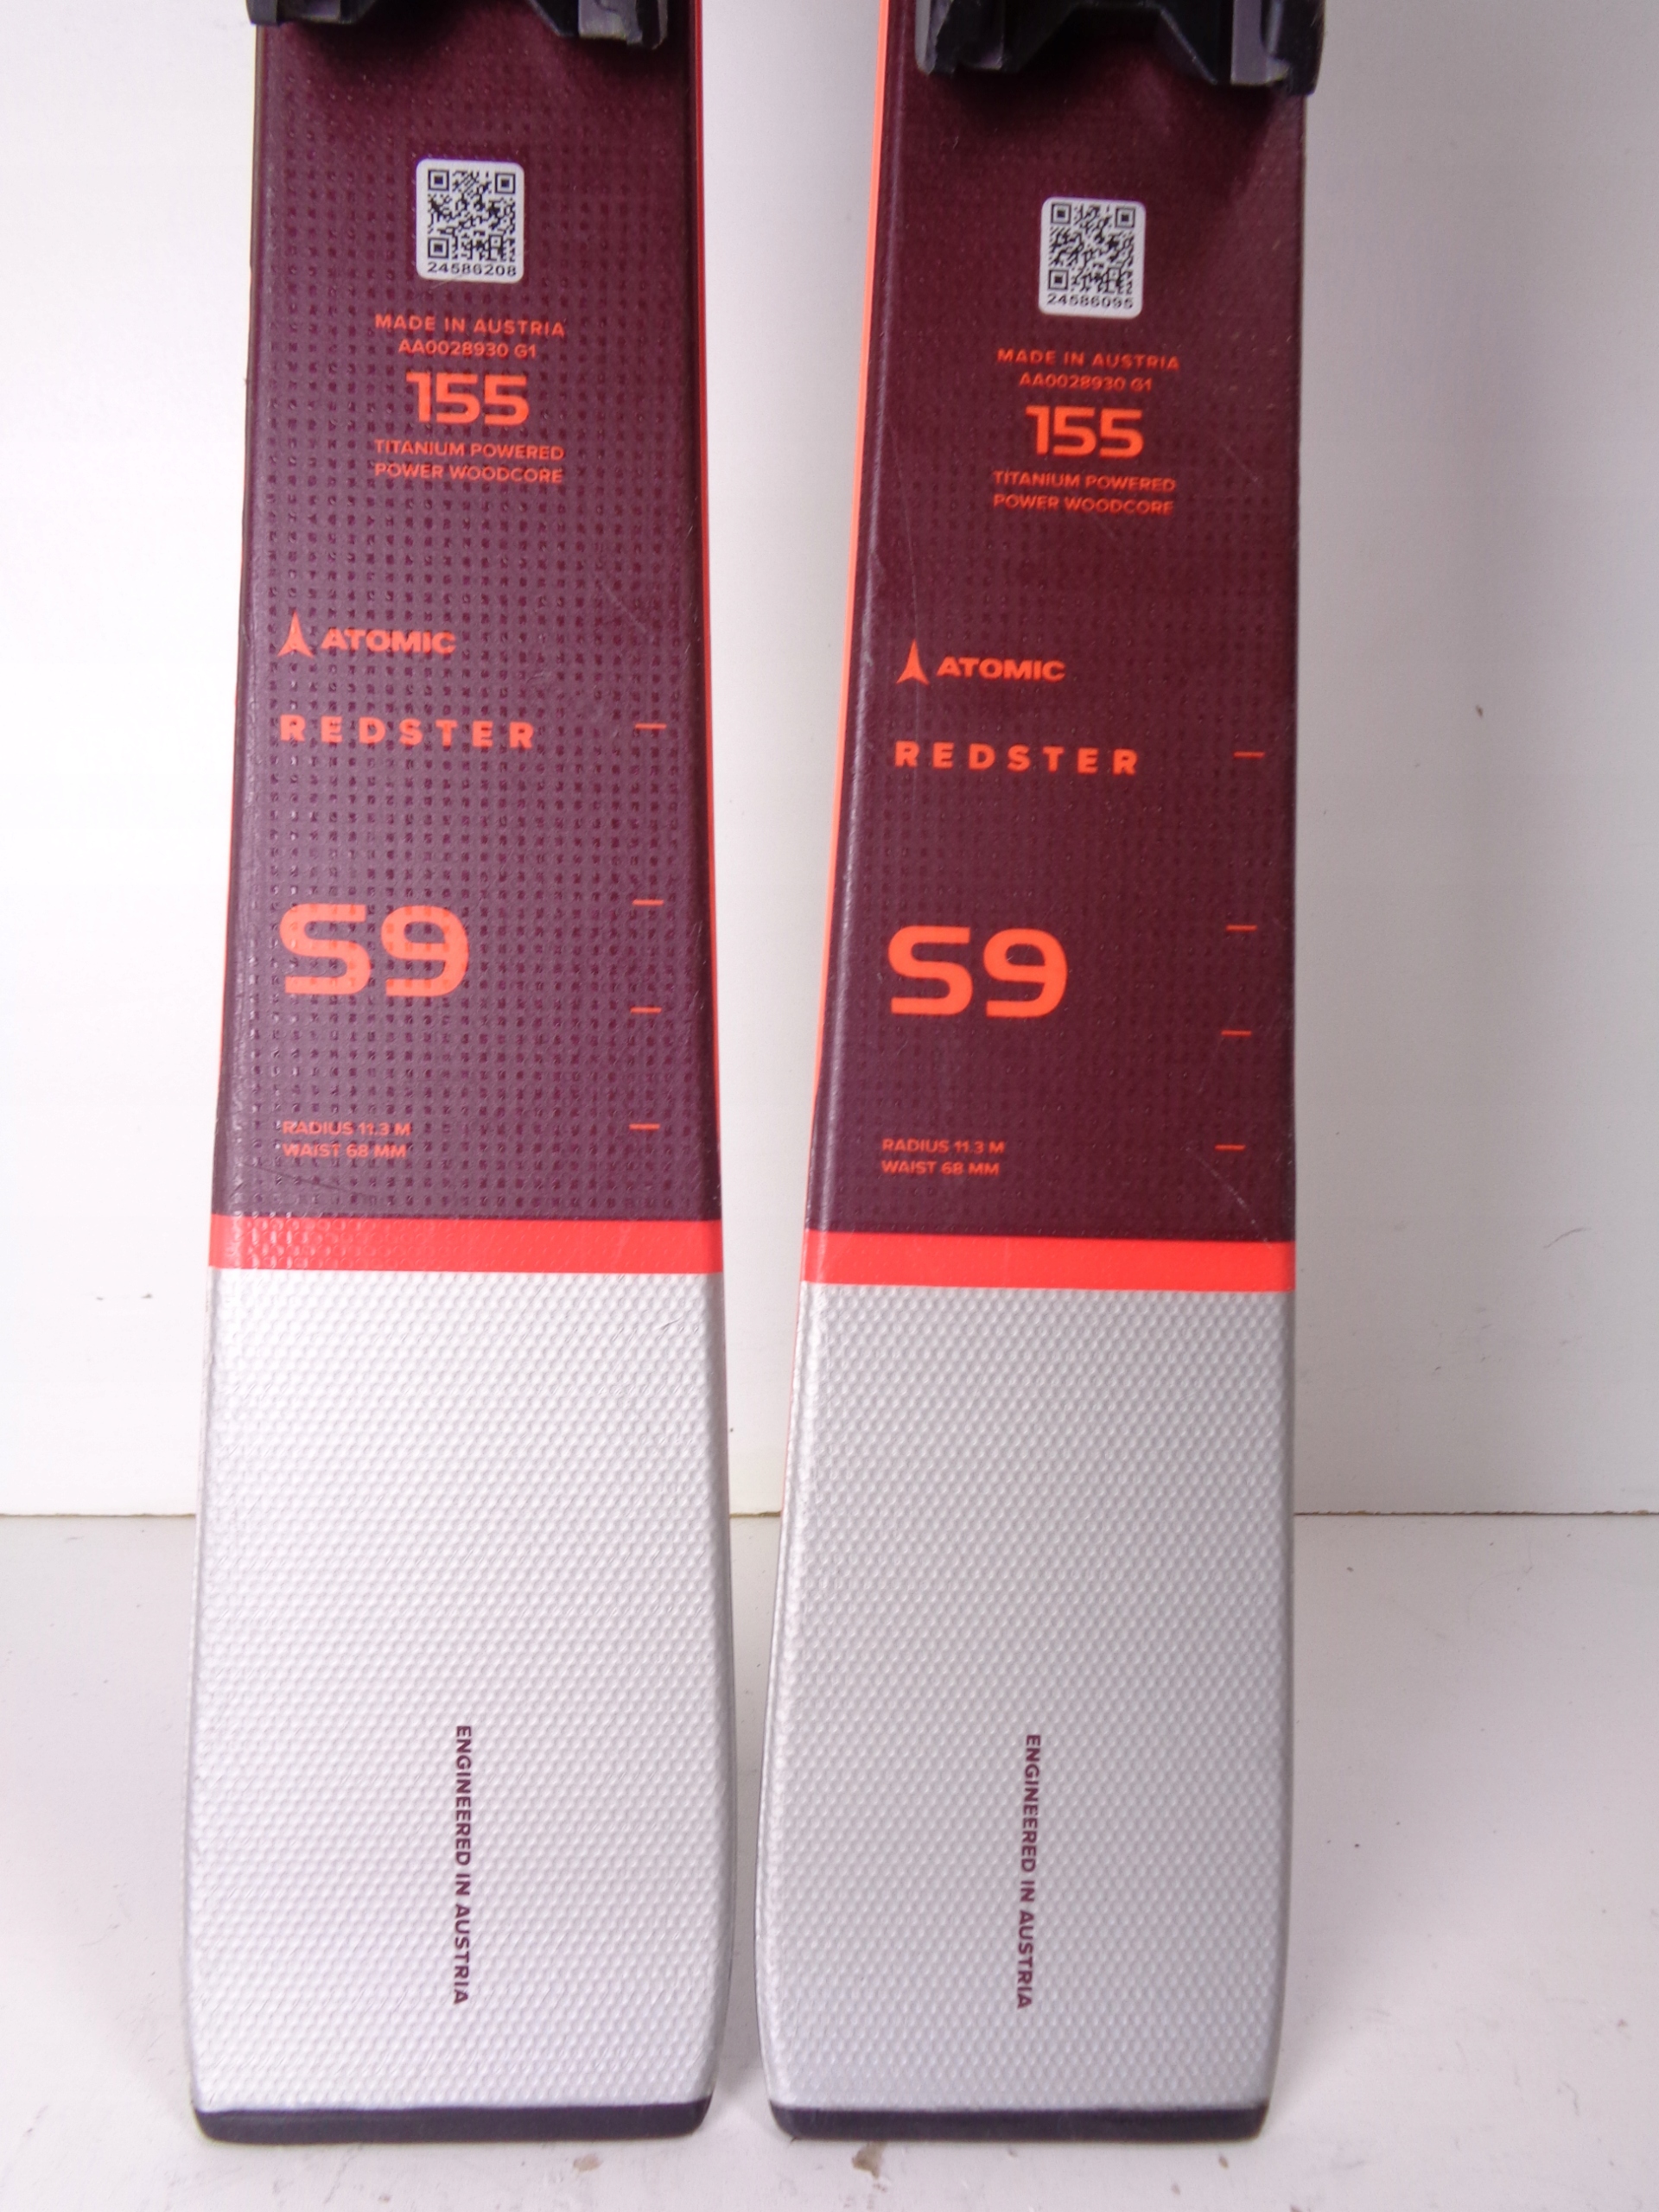 24586208
MADE IN AUSTRIA
AA0028930 G1
155
TITANIUM POWERED
POWER WOODCORE
ATOMIC
REDSTER
S9
RADIUS 11.3 M
WAIST 68 MM
ENGINEERED IN AUSTRIA
24586095
MADE IN AUSTRIA
AA0028930 G1
155
TITANIUM POWERED
POWER WOODCORE
ATOMIC
REDSTER
S9
RADIUS 11.3 M
WAIST 68 MM
ENGINEERED IN AUSTRIA